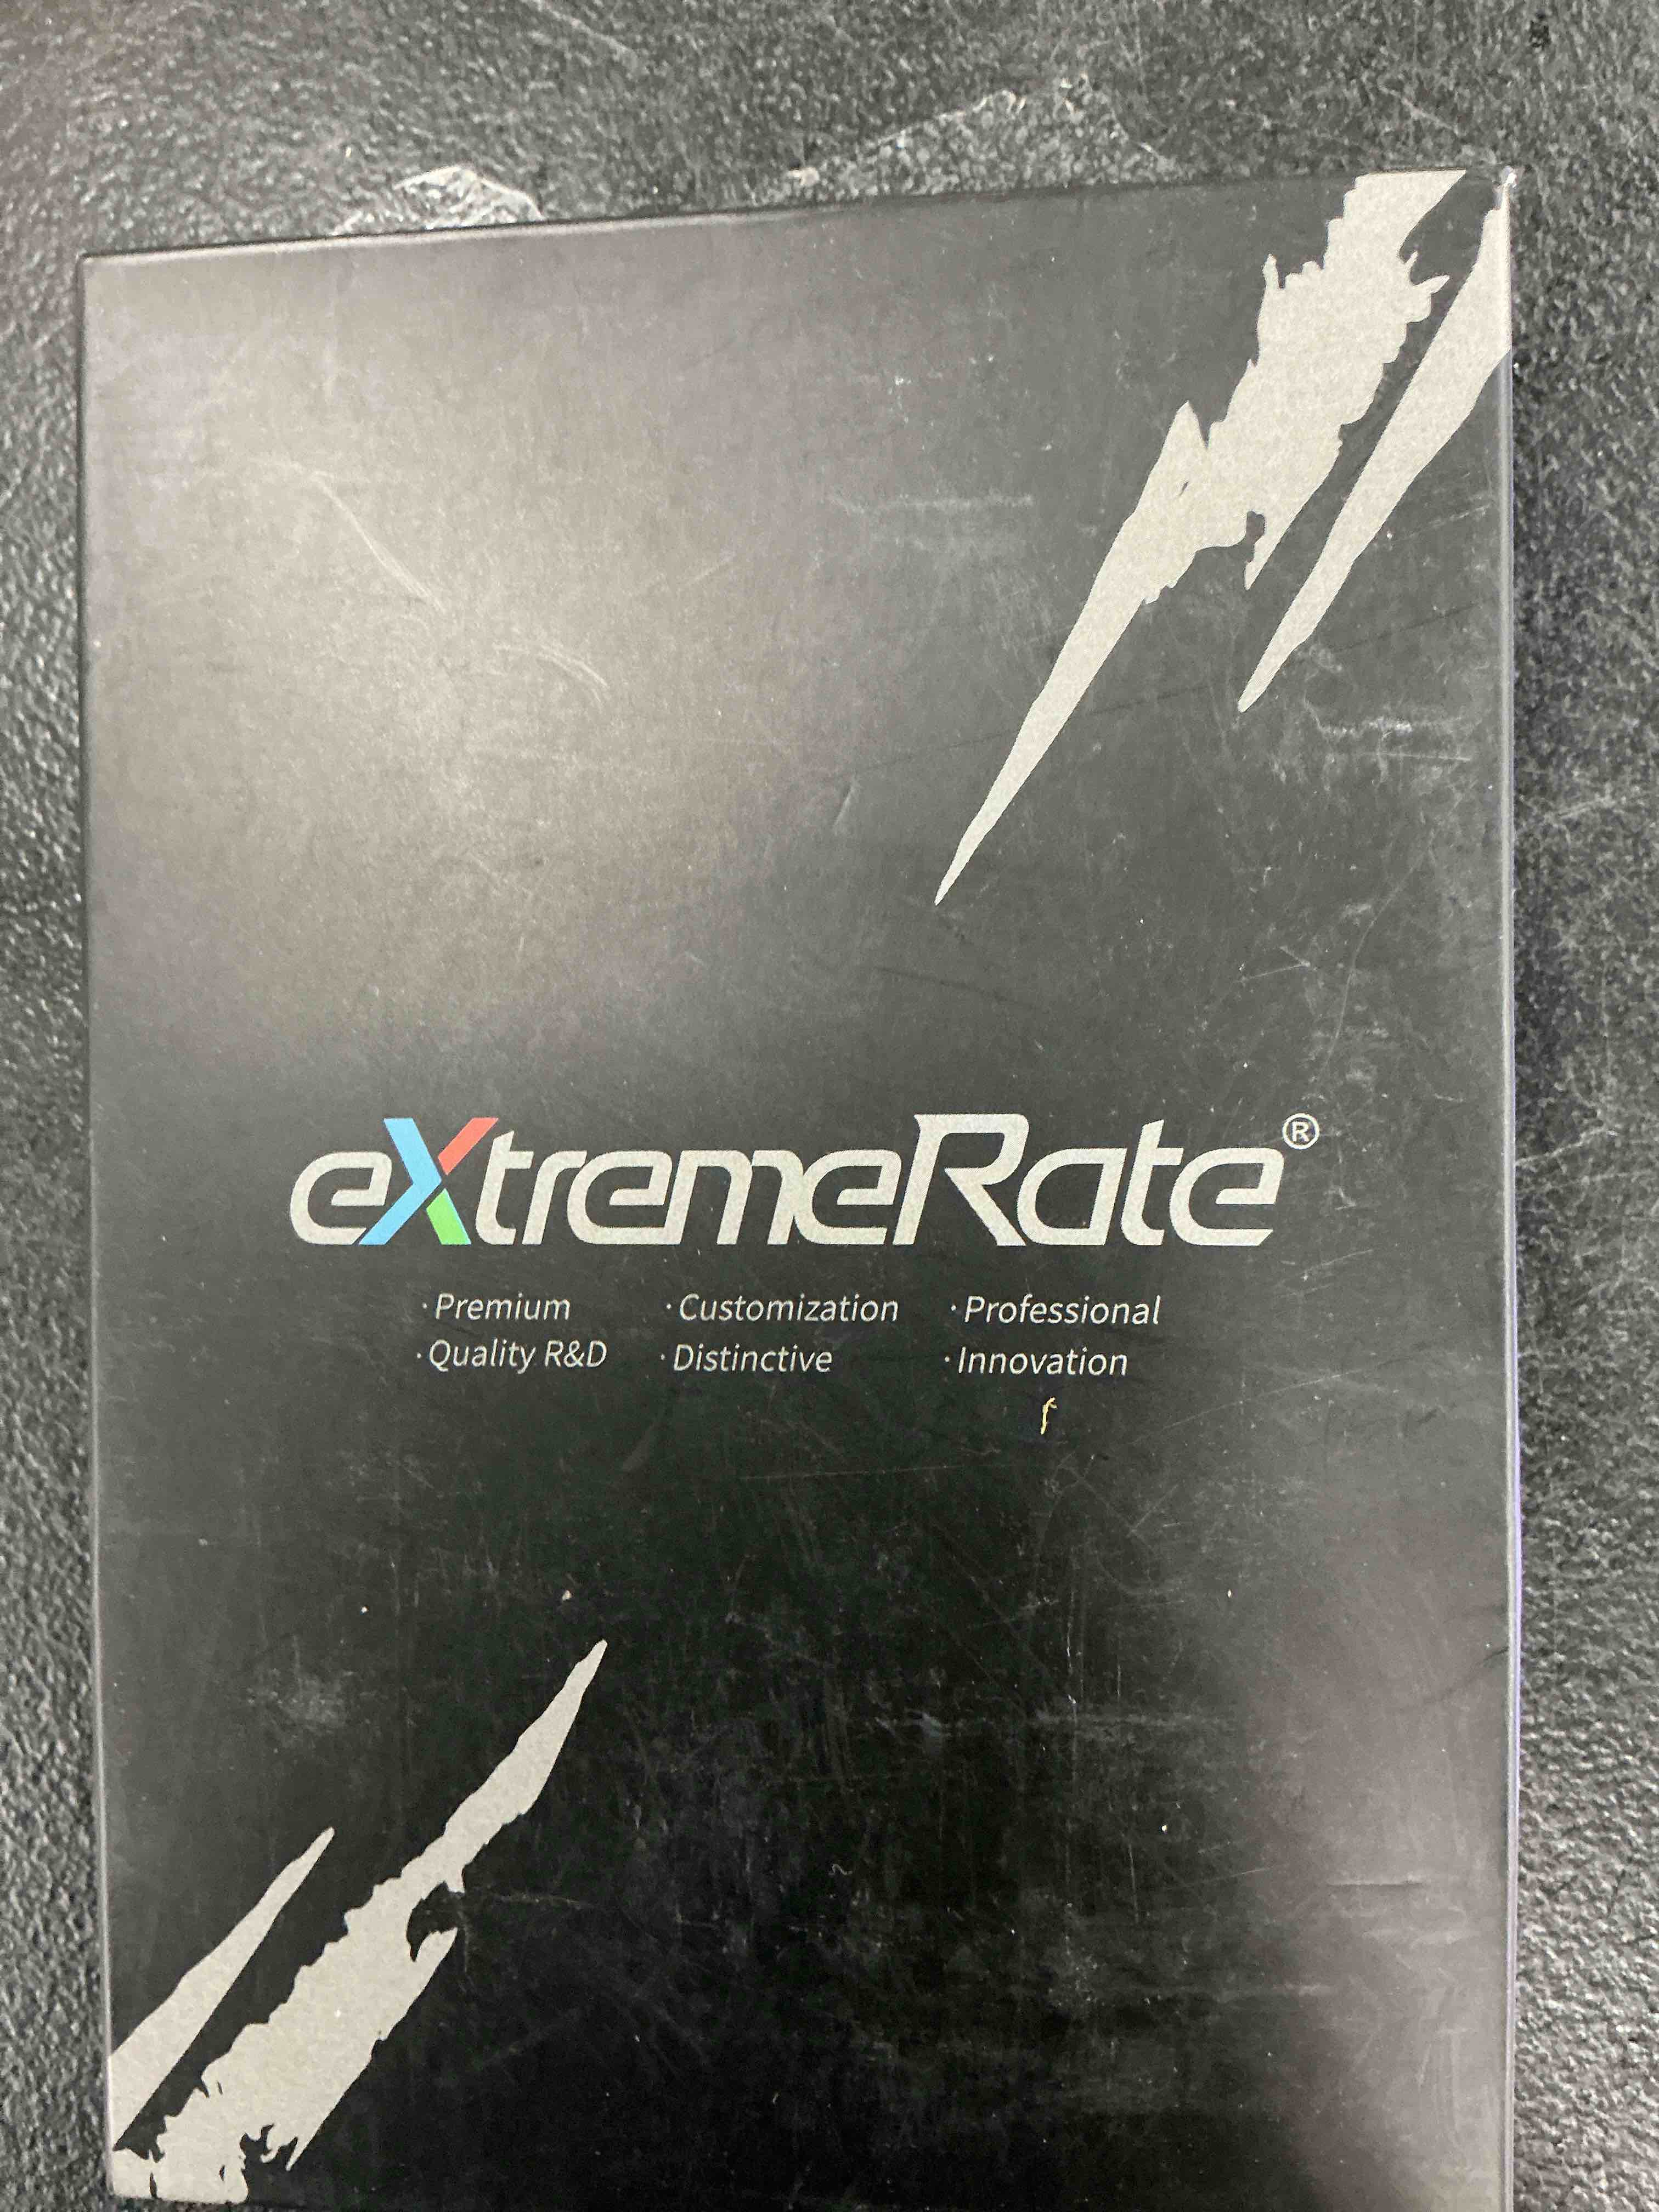 eXtremeRate®
·Premium ·Customization ·Professional
·Quality R&D ·Distinctive ·Innovation